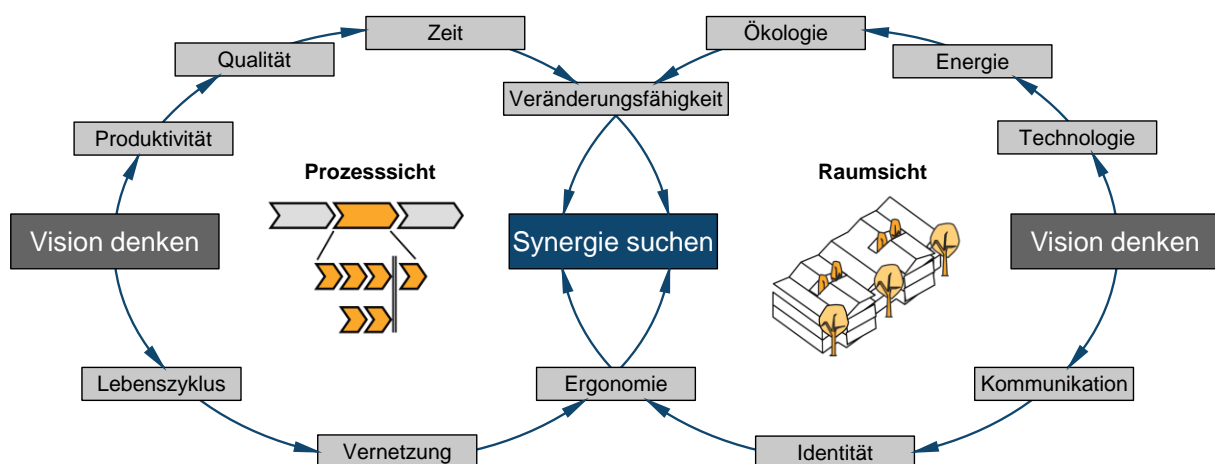 Zeit
Ökologie
Qualität
Energie
Veränderungsfähigkeit
Produktivität
Technologie
Prozesssicht
Raumsicht
Vision denken
Synergie suchen
Vision denken
Lebenszyklus
Ergonomie
Kommunikation
Vernetzung
Identität